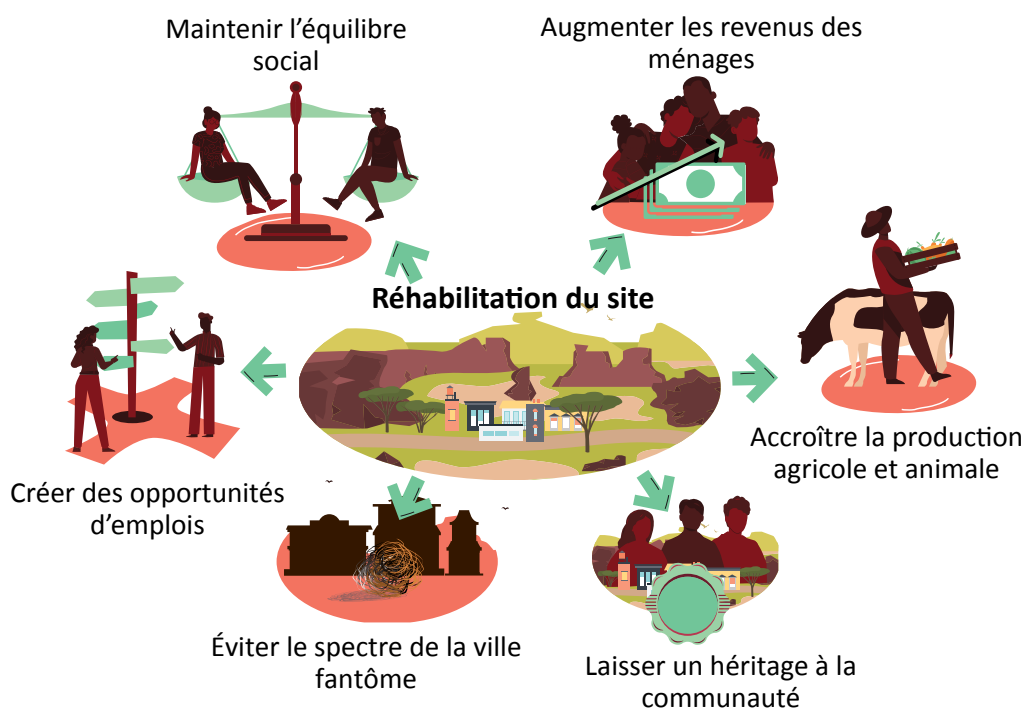 Maintenir l’équilibre
social
Augmenter les revenus des
ménages
Réhabilitation du site
Accroître la production
agricole et animale
Créer des opportunités
d’emplois
Éviter le spectre de la ville
fantôme
Laisser un héritage à la
communauté